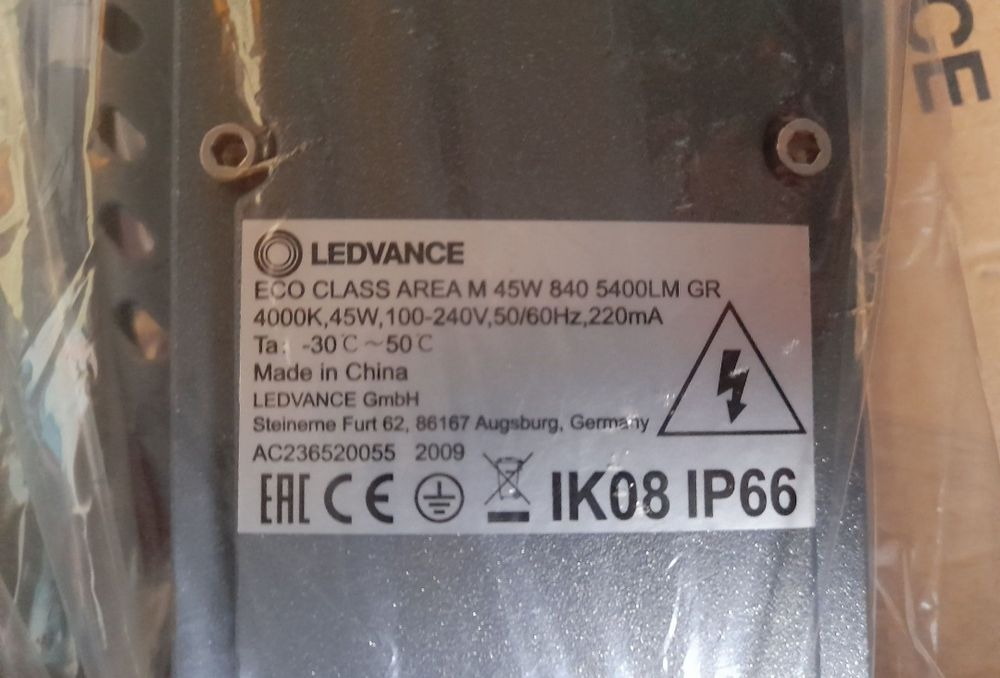 LEDVANCE
ECO CLASS AREA M 45W 840 5400LM GR
4000K,45W,100-240V,50/60Hz,220mA
Ta: -30℃～50℃
Made in China
LEDVANCE GmbH
Steinerne Furt 62, 86167 Augsburg, Germany
AC236520055 2009
EAC CE IK08 IP66
CE